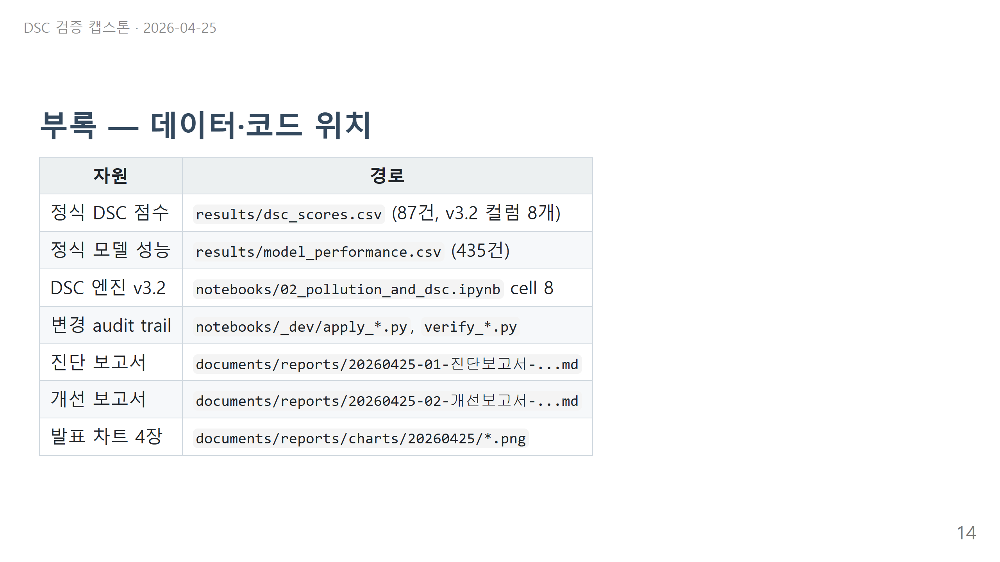 DSC 검증 캡스톤 · 2026-04-25
부록 — 데이터·코드 위치
자원 경로
정식 DSC 점수 results/dsc_scores.csv (87건, v3.2 컬럼 8개)
정식 모델 성능 results/model_performance.csv (435건)
DSC 엔진 v3.2 notebooks/02_pollution_and_dsc.ipynb cell 8
변경 audit trail notebooks/_dev/apply_*.py, verify_*.py
진단 보고서 documents/reports/20260425-01-진단보고서-...md
개선 보고서 documents/reports/20260425-02-개선보고서-...md
발표 차트 4장 documents/reports/charts/20260425/*.png
14